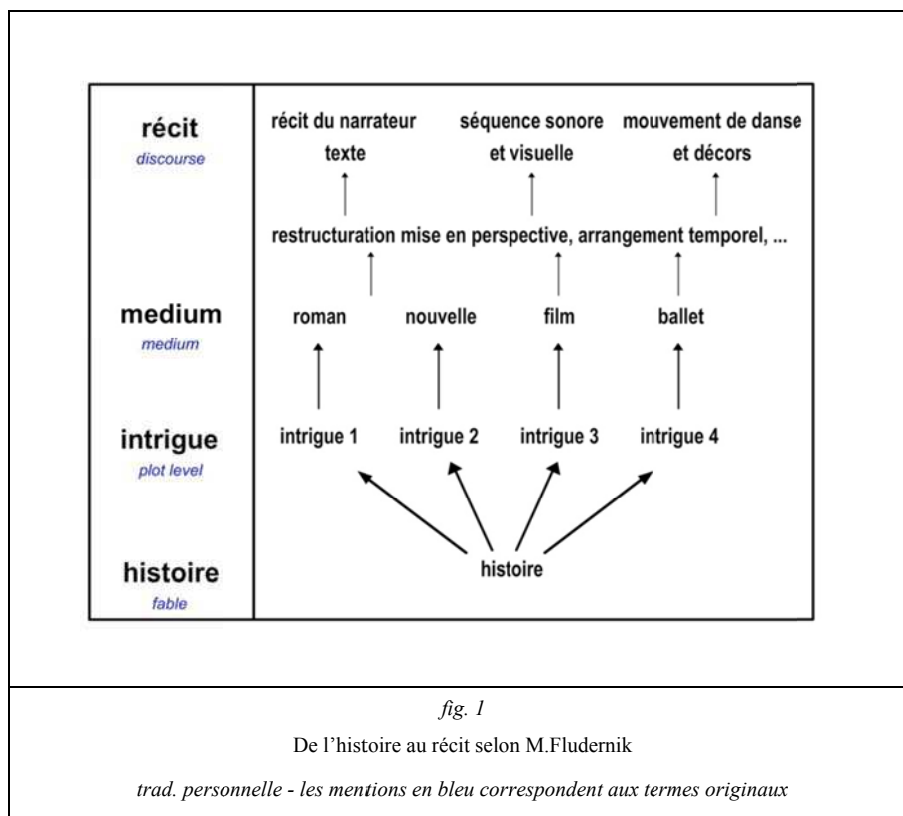 récit
discourse
récit du narrateur
texte
séquence sonore
et visuelle
mouvement de danse
et décors
restructuration mise en perspective, arrangement temporel, ...
medium
medium
roman nouvelle film ballet
intrigue
plot level
intrigue 1 intrigue 2 intrigue 3 intrigue 4
histoire
fable
histoire
fig. 1
De l’histoire au récit selon M.Fludernik
trad. personnelle - les mentions en bleu correspondent aux termes originaux